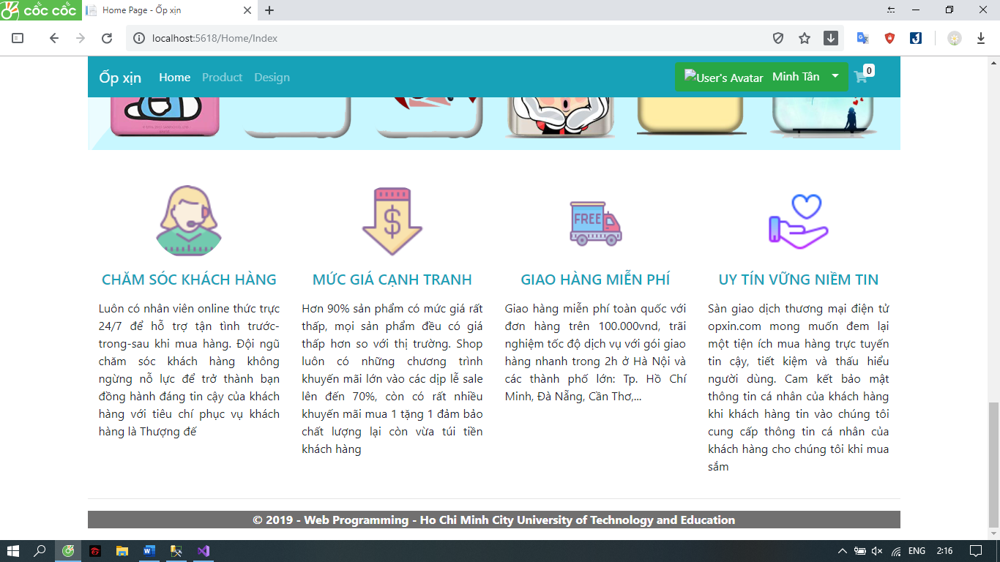 cốc cốc
Home Page - Ốp xịn
localhost:5618/Home/Index
Ốp xịn Home Product Design User's Avatar Minh Tân 0
FREE
CHĂM SÓC KHÁCH HÀNG
Luôn có nhân viên online thức trực
24/7 để hỗ trợ tận tình trước-
trong-sau khi mua hàng. Đội ngũ
chăm sóc khách hàng không
ngừng nỗ lực để trở thành bạn
đồng hành đáng tin cậy của khách
hàng với tiêu chí phục vụ khách
hàng là Thượng đế
MỨC GIÁ CẠNH TRANH
Hơn 90% sản phẩm có mức giá rất
thấp, mọi sản phẩm đều có giá
thấp hơn so với thị trường. Shop
luôn có những chương trình
khuyến mãi lớn vào các dịp lễ sale
lên đến 70%, còn có rất nhiều
khuyến mãi mua 1 tặng 1 đảm bảo
chất lượng lại còn vừa túi tiền
khách hàng
GIAO HÀNG MIỄN PHÍ
Giao hàng miễn phí toàn quốc với
đơn hàng trên 100.000vnd, trãi
nghiệm tốc độ dịch vụ với gói giao
hàng nhanh trong 2h ở Hà Nội và
các thành phố lớn: Tp. Hồ Chí
Minh, Đà Nẵng, Cần Thơ,...
UY TÍN VỮNG NIỀM TIN
Sàn giao dịch thương mại điện tử
opxin.com mong muốn đem lại
một tiện ích mua hàng trực tuyến
tin cậy, tiết kiệm và thấu hiểu
người dùng. Cam kết bảo mật
thông tin cá nhân của khách hàng
khi khách hàng tin vào chúng tôi
cung cấp thông tin cá nhân của
khách hàng cho chúng tôi khi mua
sắm
© 2019 - Web Programming - Ho Chi Minh City University of Technology and Education
ENG 2:16